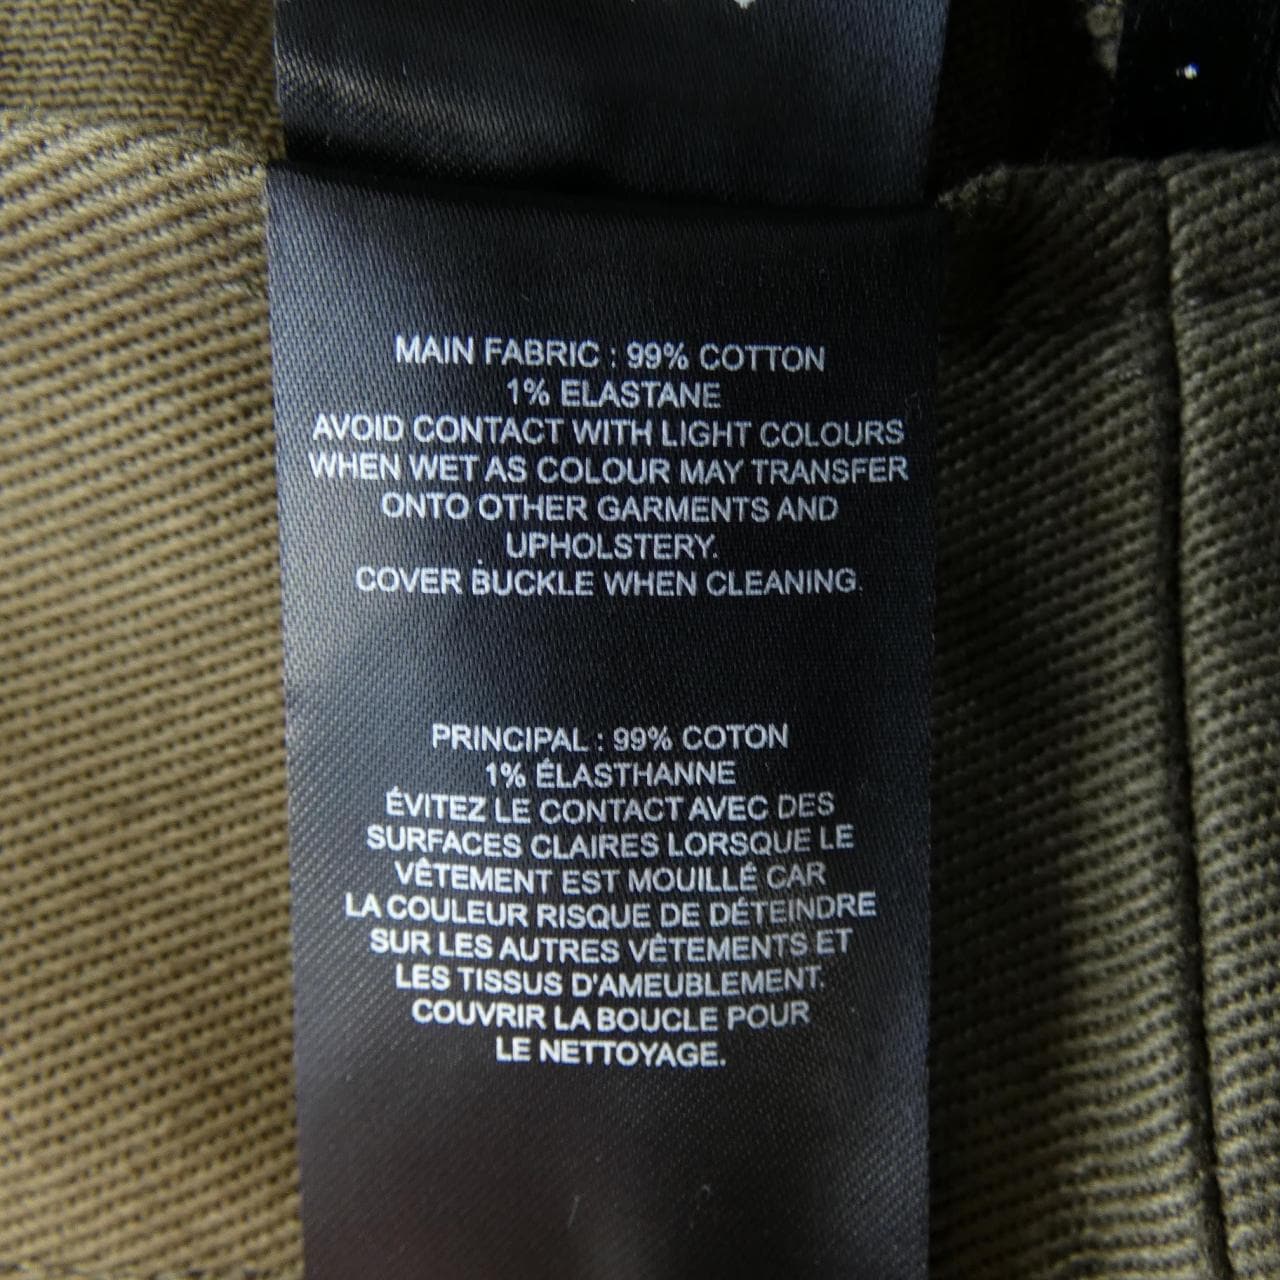 MAIN FABRIC : 99% COTTON
1% ELASTANE
AVOID CONTACT WITH LIGHT COLOURS
WHEN WET AS COLOUR MAY TRANSFER
ONTO OTHER GARMENTS AND
UPHOLSTERY.
COVER BUCKLE WHEN CLEANING.
PRINCIPAL : 99% COTON
1% ÉLASTHANNE
ÉVITEZ LE CONTACT AVEC DES
SURFACES CLAIRES LORSQUE LE
VÊTEMENT EST MOUILLÉ CAR
LA COULEUR RISQUE DE DÉTEINDRE
SUR LES AUTRES VÊTEMENTS ET
LES TISSUS D'AMEUBLEMENT.
COUVRIR LA BOUCLE POUR
LE NETTOYAGE.